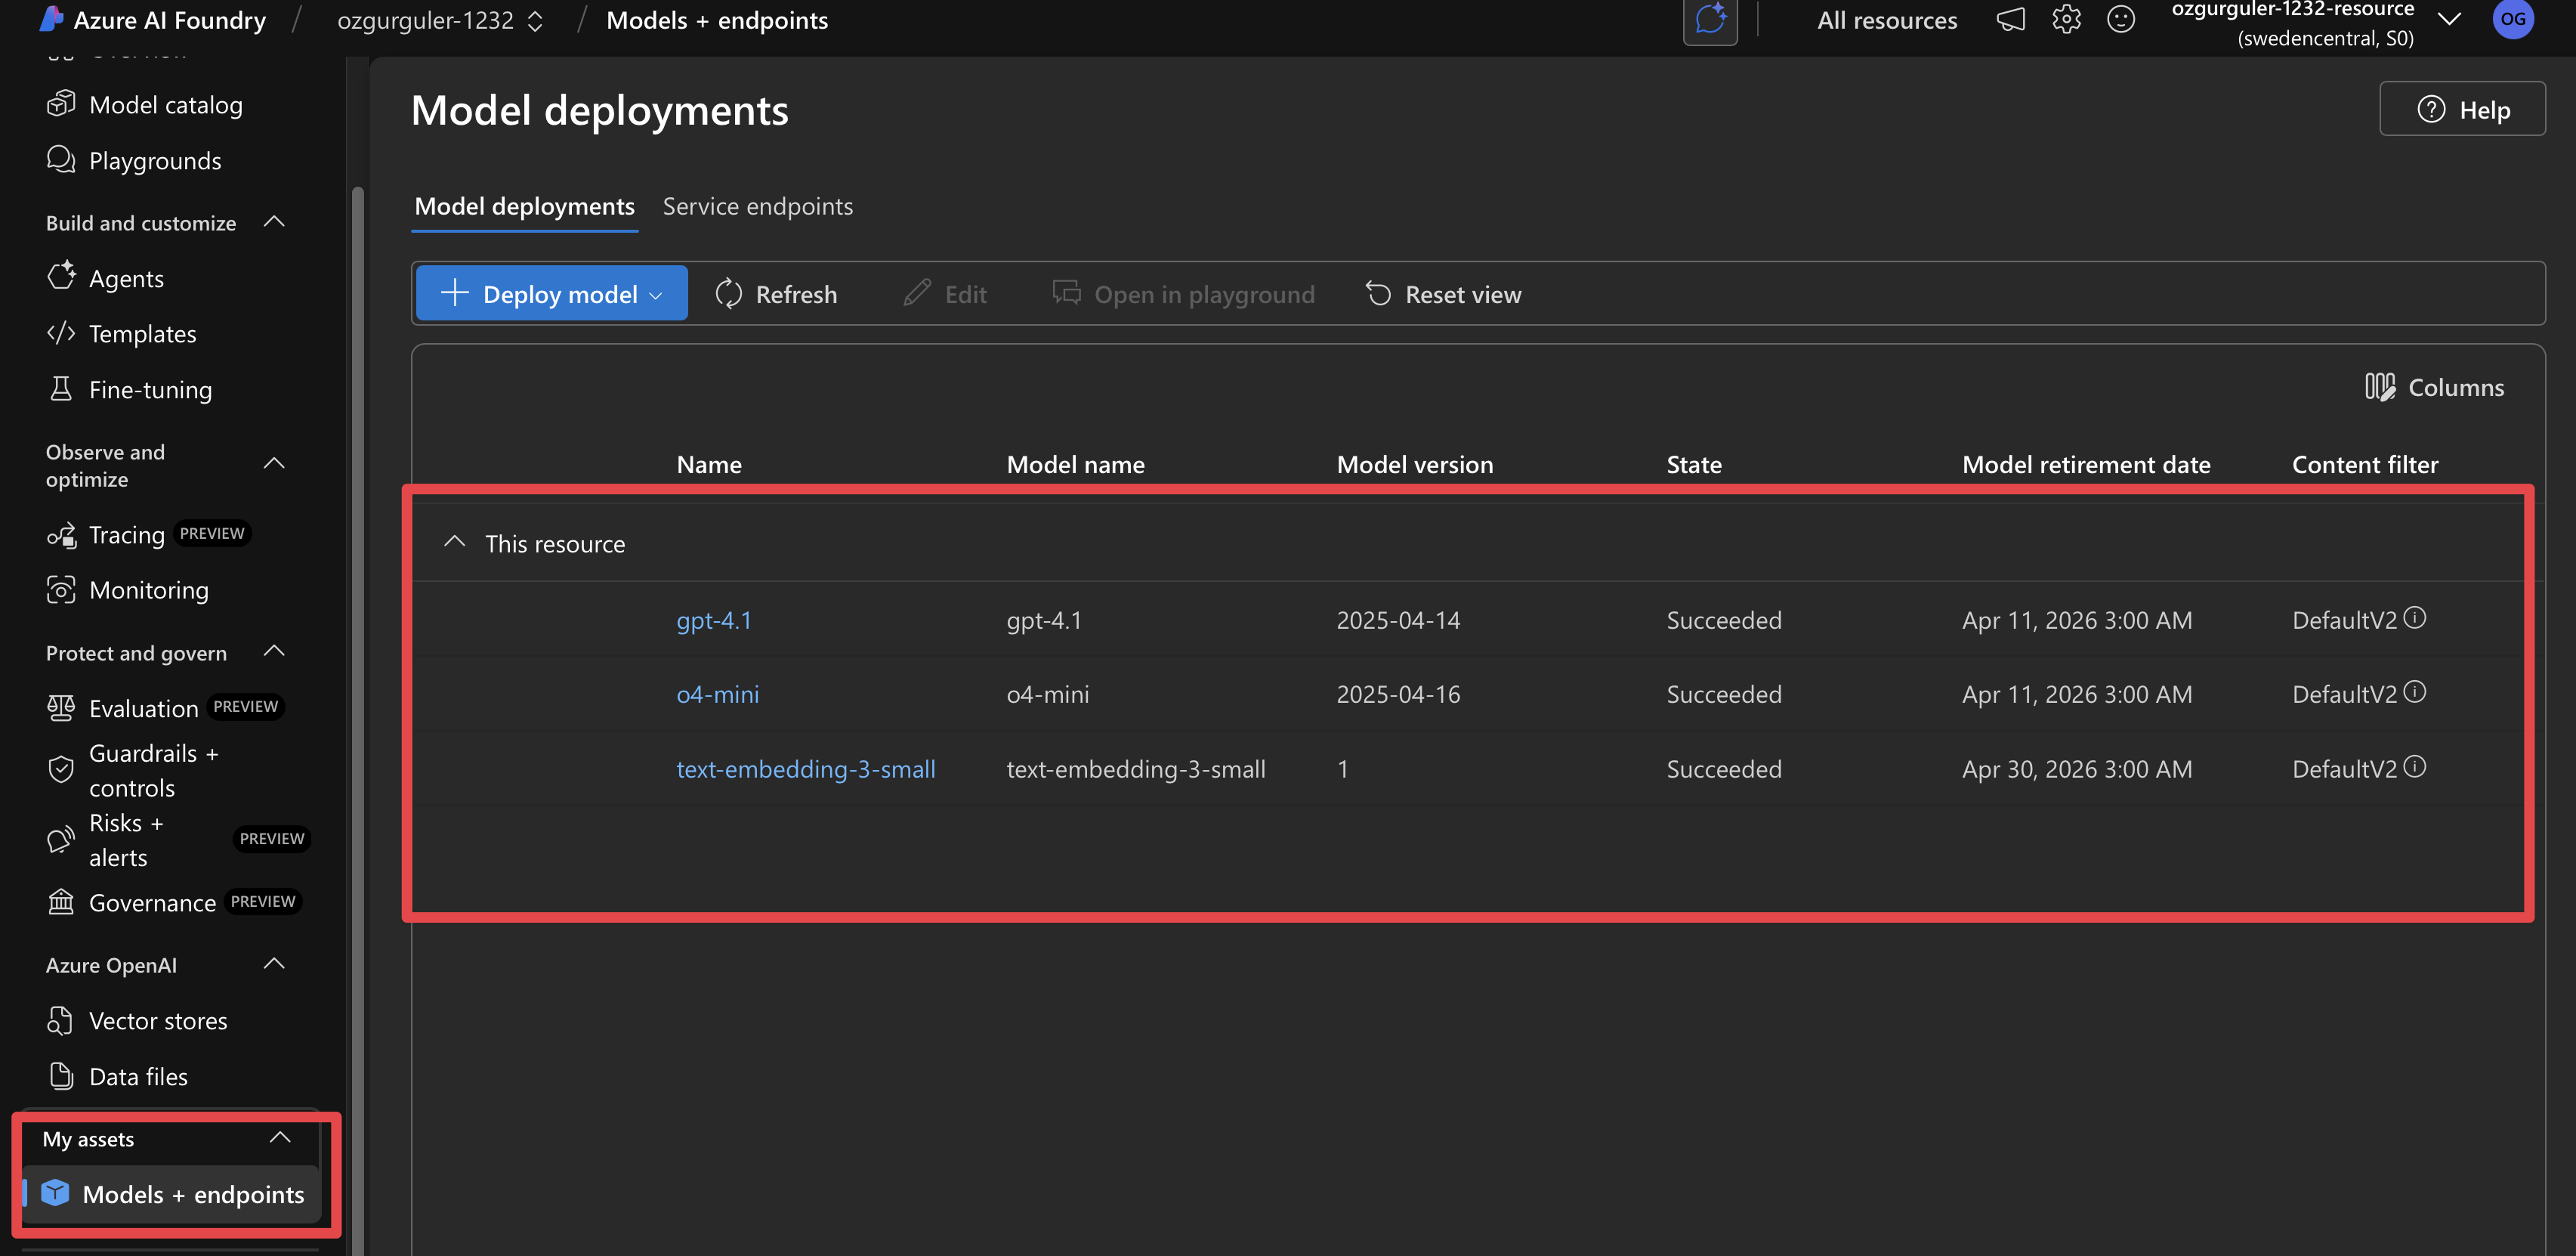 Azure AI Foundry / ozgurguler-1232 / Models + endpoints
All resources
ozgurguler-1232-resource
(swedencentral, S0)
OG
Model catalog
Playgrounds
Build and customize
Agents
Templates
Fine-tuning
Observe and
optimize
Tracing PREVIEW
Monitoring
Protect and govern
Evaluation PREVIEW
Guardrails +
controls
Risks +
alerts
PREVIEW
Governance PREVIEW
Azure OpenAI
Vector stores
Data files
My assets
Models + endpoints
Model deployments
Help
Model deployments Service endpoints
Deploy model Refresh Edit Open in playground Reset view
Columns
Name Model name Model version State Model retirement date Content filter
This resource
gpt-4.1 gpt-4.1 2025-04-14 Succeeded Apr 11, 2026 3:00 AM DefaultV2
o4-mini o4-mini 2025-04-16 Succeeded Apr 11, 2026 3:00 AM DefaultV2
text-embedding-3-small text-embedding-3-small 1 Succeeded Apr 30, 2026 3:00 AM DefaultV2